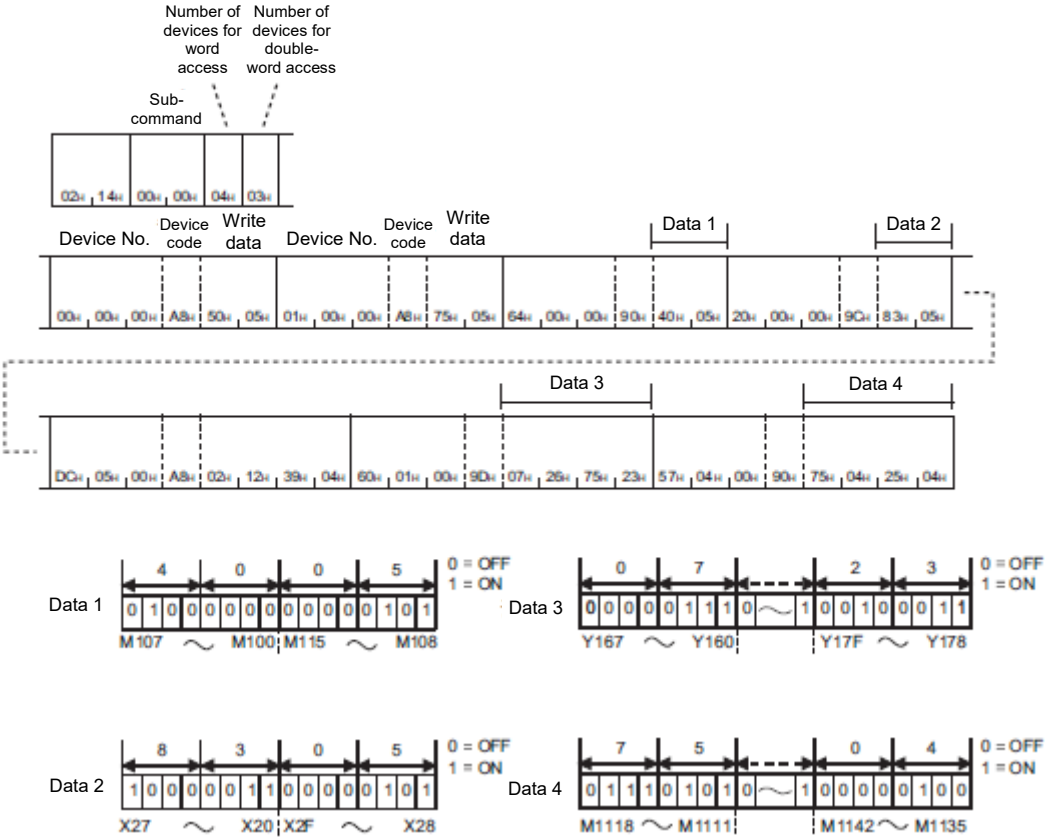 Number of devices for word access
Number of devices for double-word access
Sub-command
02H 14H 00H 00H 04H 03H
Device No. Device code Write data Device No. Device code Write data Data 1 Data 2
00H 00H 00H A8H 50H 05H 01H 00H 00H A8H 75H 05H 64H 00H 00H 90H 40H 05H 20H 00H 00H 9CH 83H 05H
Data 3 Data 4
DCH 05H 00H A8H 02H 12H 39H 04H 60H 01H 00H 9DH 07H 26H 75H 23H 57H 04H 00H 90H 75H 04H 25H 04H
4 0 0 5 0 = OFF
1 = ON
Data 1 0 1 0 0 0 0 0 0 0 0 0 0 0 1 0 1
M107 ~ M100 M115 ~ M108
0 7 2 3 0 = OFF
1 = ON
Data 3 0 0 0 0 0 1 1 1 0 ~ 1 0 0 1 0 0 0 1 1
Y167 ~ Y160 Y17F ~ Y178
8 3 0 5 0 = OFF
1 = ON
Data 2 1 0 0 0 0 0 1 1 0 0 0 0 0 1 0 1
X27 ~ X20 X2F ~ X28
7 5 0 4 0 = OFF
1 = ON
Data 4 0 1 1 1 0 1 0 1 0 ~ 1 0 0 0 0 0 1 0 0
M1118 ~ M1111 M1142 ~ M1135